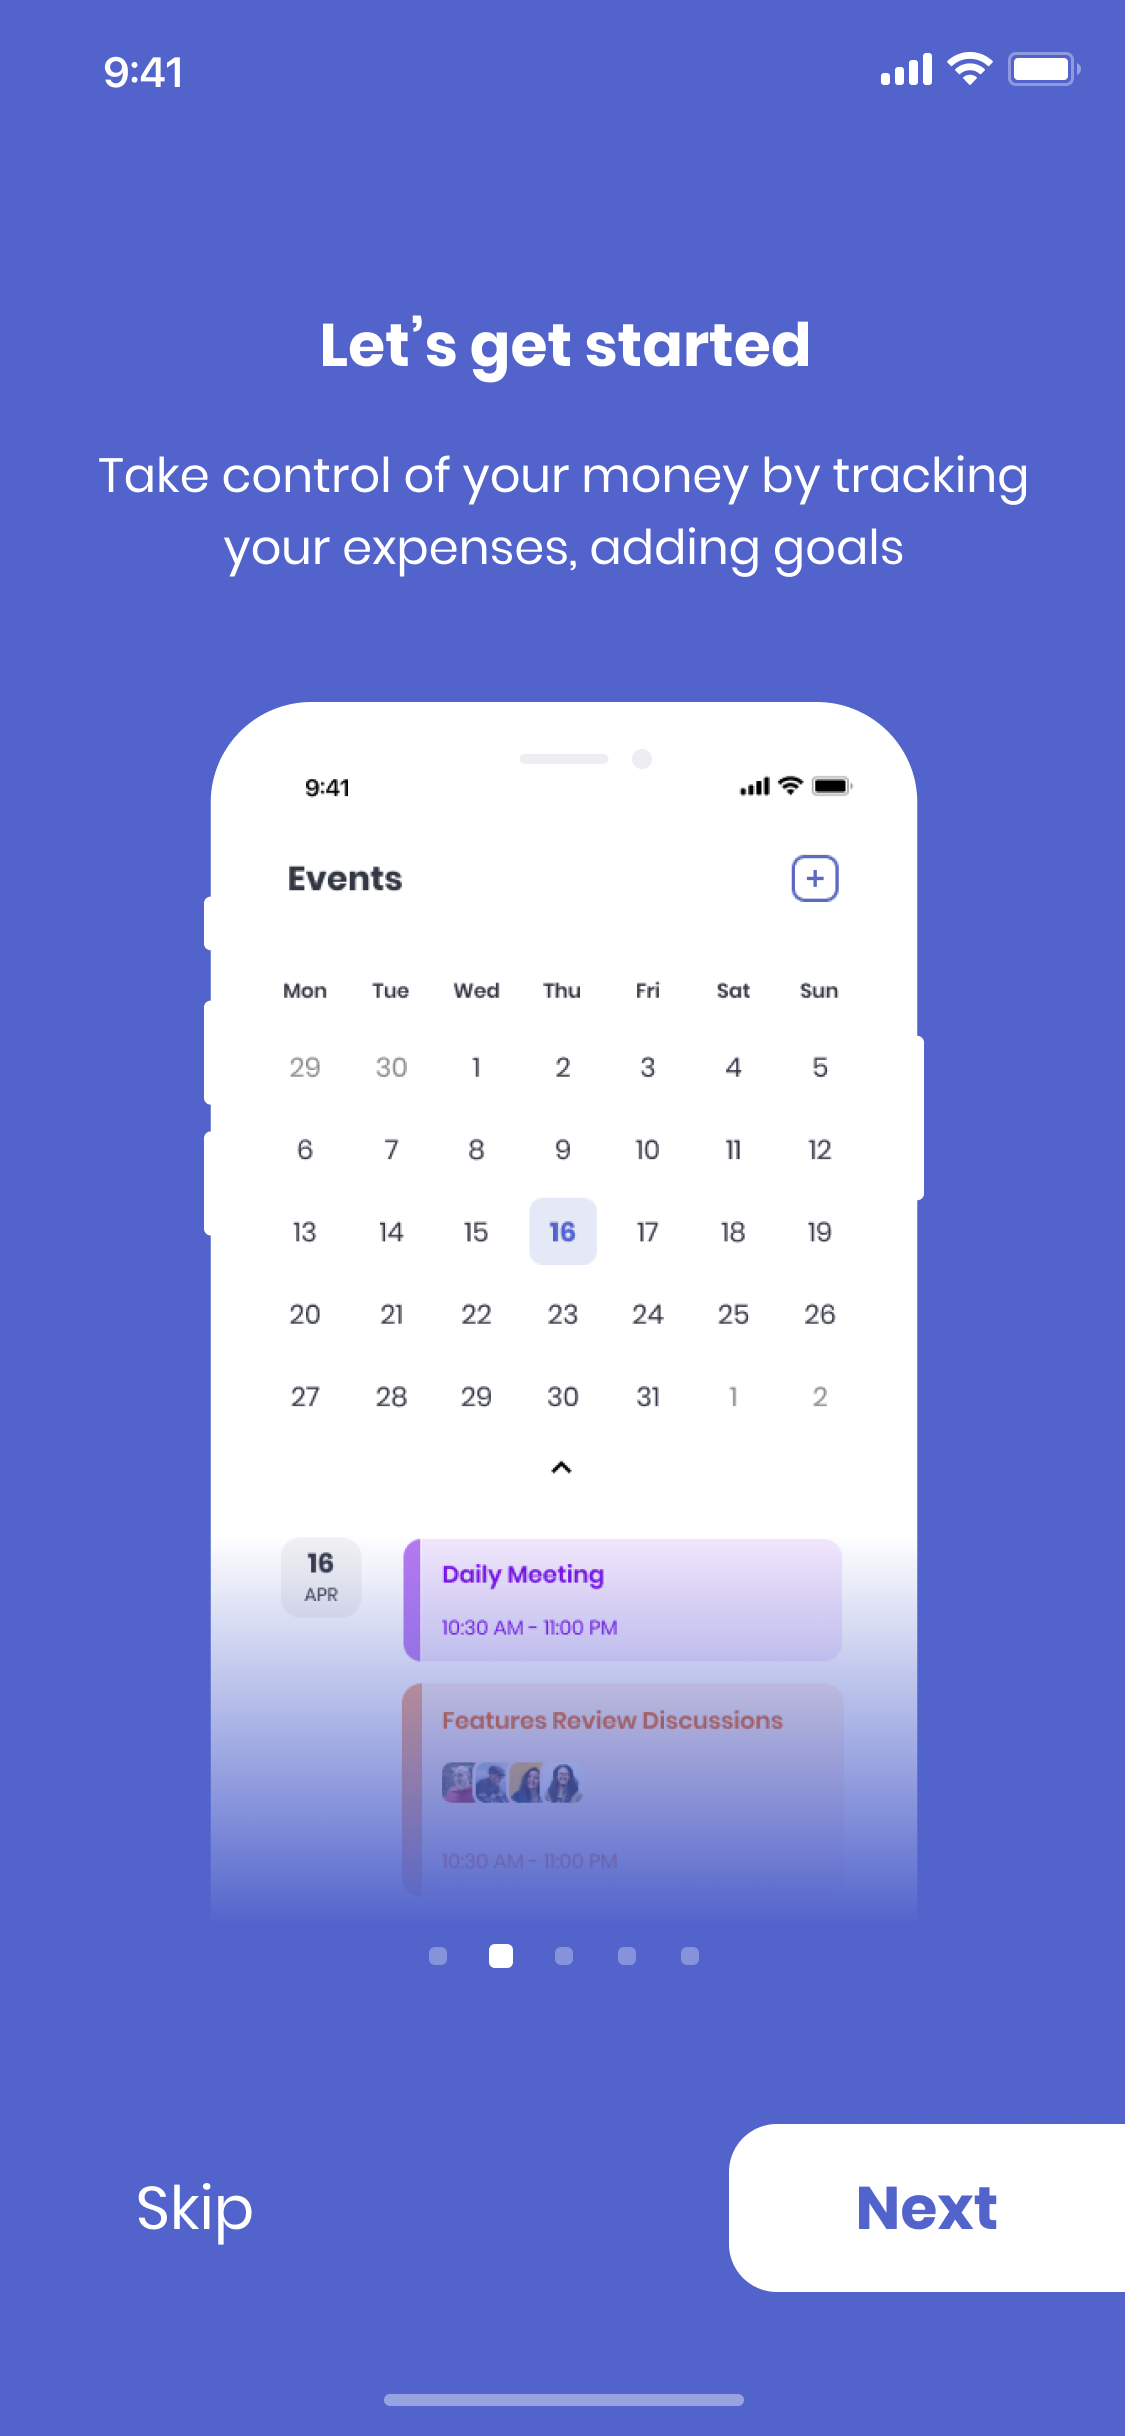 9:41
Let’s get started
Take control of your money by tracking
your expenses, adding goals
9:41
Events
Mon Tue Wed Thu Fri Sat Sun
29 30 1 2 3 4 5
6 7 8 9 10 11 12
13 14 15 16 17 18 19
20 21 22 23 24 25 26
27 28 29 30 31 1 2
16
APR
Daily Meeting
10:30 AM - 11:00 PM
Features Review Discussions
10:30 AM - 11:00 PM
Skip
Next